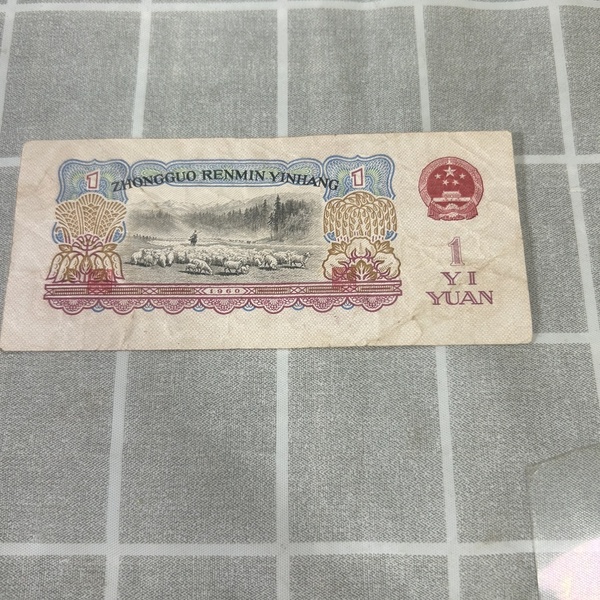 1 ZHONGGUO RENMIN YINHANG 1
1960
1
YI
YUAN